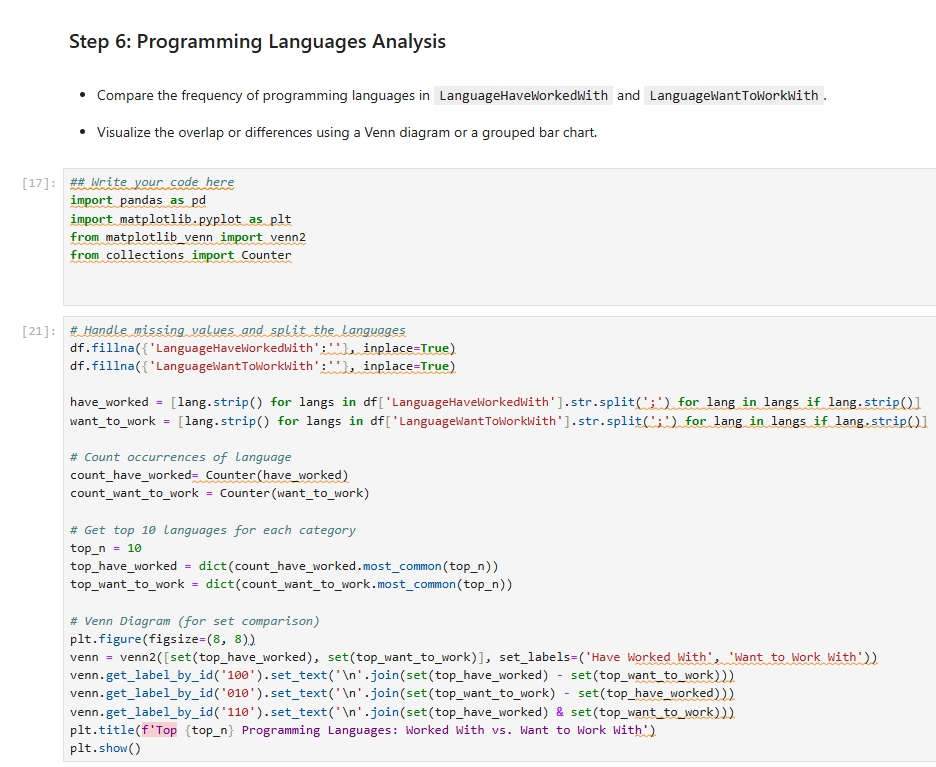 Step 6: Programming Languages Analysis
• Compare the frequency of programming languages in LanguageHaveWorkedWith and LanguageWantToWorkWith .
• Visualize the overlap or differences using a Venn diagram or a grouped bar chart.
[17]:
## Write your code here
import pandas as pd
import matplotlib.pyplot as plt
from matplotlib_venn import venn2
from collections import Counter
[21]:
# Handle missing values and split the languages
df.fillna({'LanguageHaveWorkedWith':''}, inplace=True)
df.fillna({'LanguageWantToWorkWith':''}, inplace=True)
have_worked = [lang.strip() for langs in df['LanguageHaveWorkedWith'].str.split(';') for lang in langs if lang.strip()]
want_to_work = [lang.strip() for langs in df['LanguageWantToWorkWith'].str.split(';') for lang in langs if lang.strip()]
# Count occurrences of language
count_have_worked= Counter(have_worked)
count_want_to_work = Counter(want_to_work)
# Get top 10 languages for each category
top_n = 10
top_have_worked = dict(count_have_worked.most_common(top_n))
top_want_to_work = dict(count_want_to_work.most_common(top_n))
# Venn Diagram (for set comparison)
plt.figure(figsize=(8, 8))
venn = venn2([set(top_have_worked), set(top_want_to_work)], set_labels=('Have Worked With', 'Want to Work With'))
venn.get_label_by_id('100').set_text('\n'.join(set(top_have_worked) - set(top_want_to_work)))
venn.get_label_by_id('010').set_text('\n'.join(set(top_want_to_work) - set(top_have_worked)))
venn.get_label_by_id('110').set_text('\n'.join(set(top_have_worked) & set(top_want_to_work)))
plt.title(f'Top {top_n} Programming Languages: Worked With vs. Want to Work With')
plt.show()